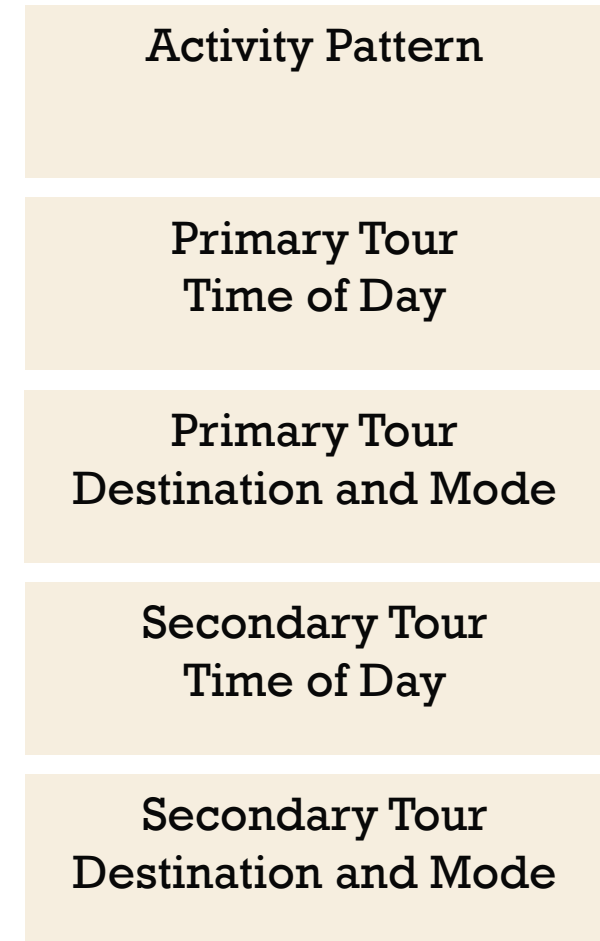 Activity Pattern
Primary Tour
Time of Day
Primary Tour
Destination and Mode
Secondary Tour
Time of Day
Secondary Tour
Destination and Mode